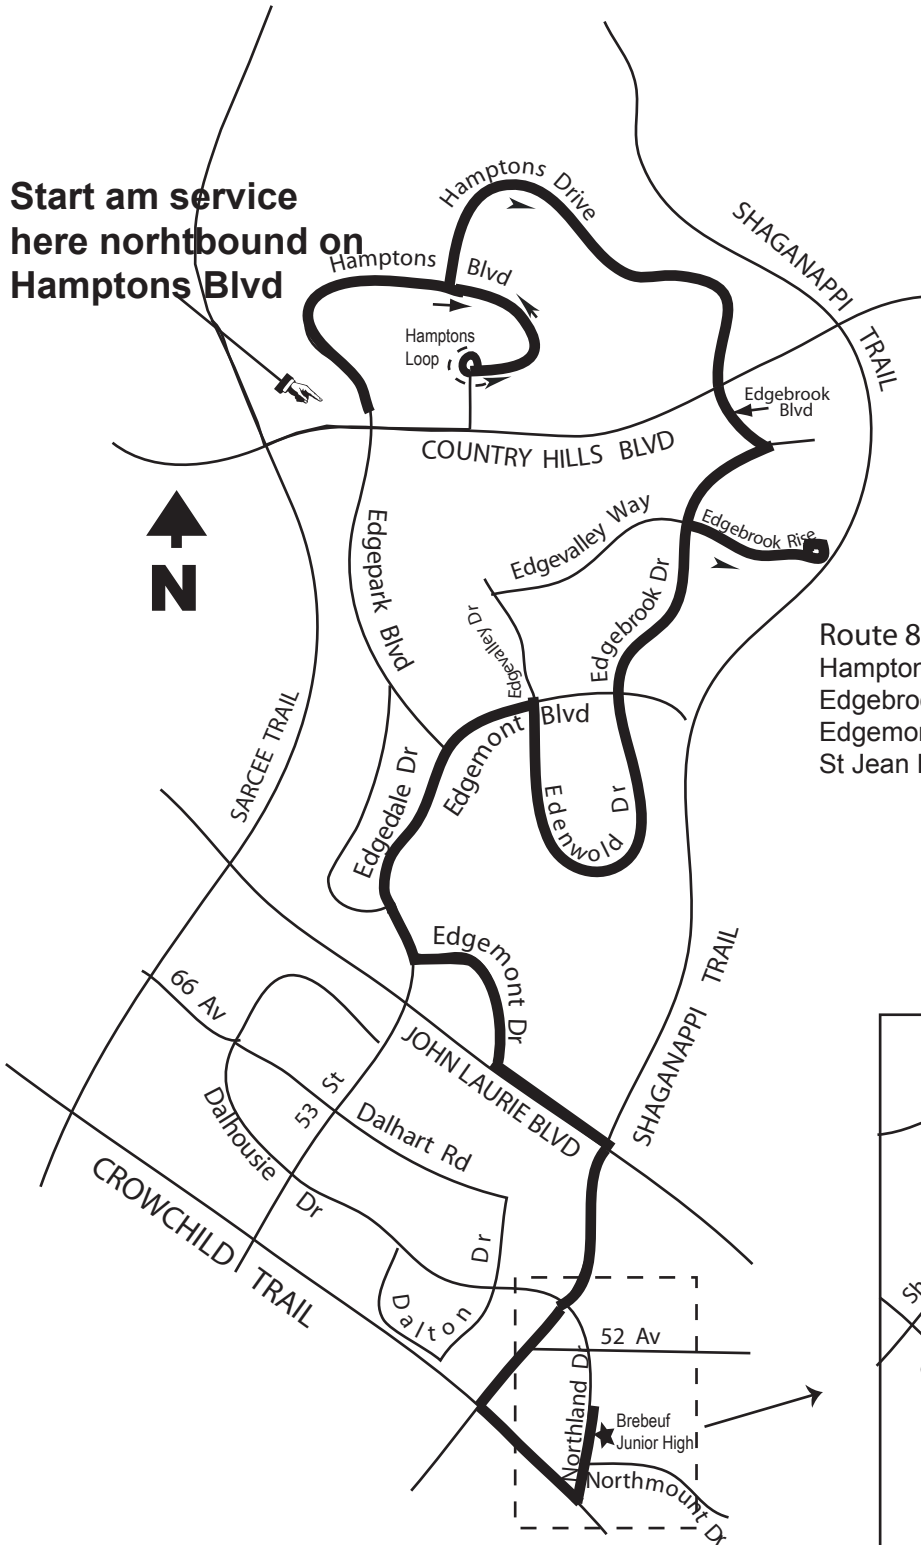 Start am service
here norhtbound on
Hamptons Blvd
Hamptons Drive
Hamptons Blvd
Hamptons
Loop
SHAGANAPPI TRAIL
Edgebrook
Blvd
COUNTRY HILLS BLVD
N
Edgepark Blvd
Edgevalley Way
Edgebrook Rise
Edgevalley Dr
Edgebrook Dr
Route 8
Hampton
Edgebroo
Edgemon
St Jean
SARCEE TRAIL
Edgemont Blvd
Edgedale Dr
Edenwold Dr
Edgemont Dr
66 Av
JOHN LAURIE BLVD
SHAGANAPPI TRAIL
53 St
Dalhart Rd
Dalhousie Dr
CROWCHILD TRAIL
Dalton Dr
52 Av
Northland Dr
Brebeuf
Junior High
Northmount Dr
Sh